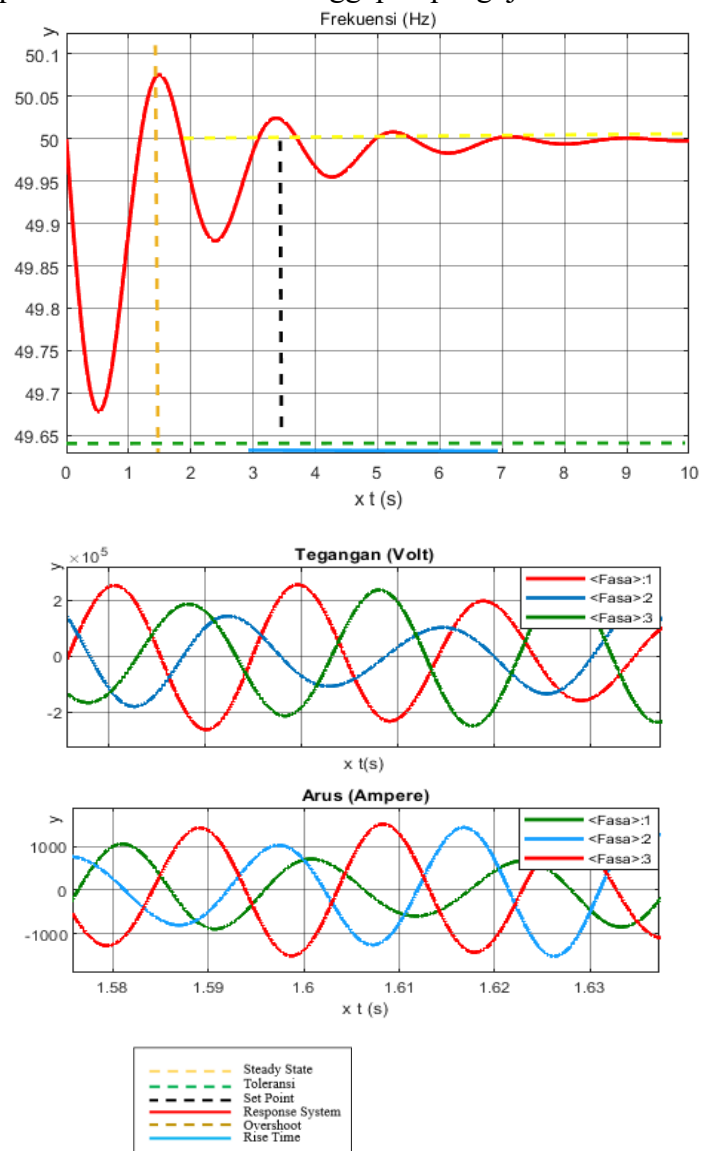 Frekuensi (Hz)
y
50.1
50.05
50
49.95
49.9
49.85
49.8
49.75
49.7
49.65
0 1 2 3 4 5 6 7 8 9 10
x t (s)
Tegangan (Volt)
y
×10⁵
<Fasa>:1
<Fasa>:2
<Fasa>:3
2
0
-2
x t(s)
Arus (Ampere)
y
<Fasa>:1
<Fasa>:2
<Fasa>:3
1000
0
-1000
1.58 1.59 1.6 1.61 1.62 1.63
x t (s)
Steady State
Toleransi
Set Point
Response System
Overshoot
Rise Time